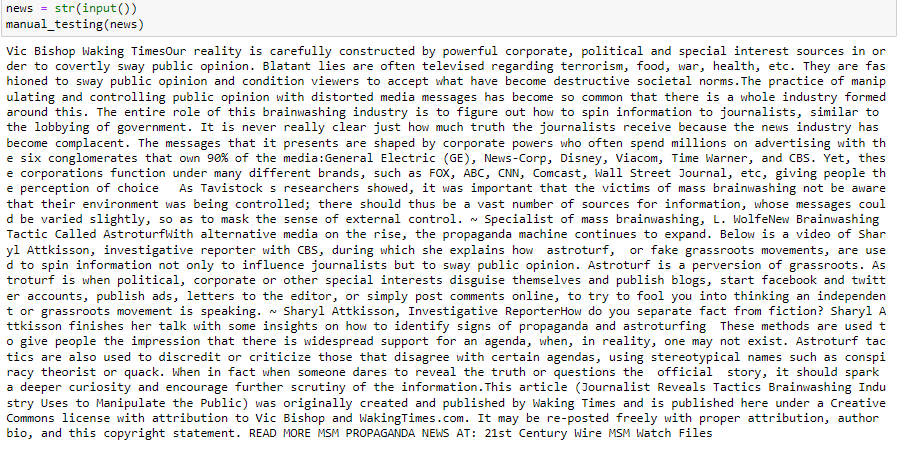 news = str(input())
manual_testing(news)
Vic Bishop Waking TimesOur reality is carefully constructed by powerful corporate, political and special interest sources in or
der to covertly sway public opinion. Blatant lies are often televised regarding terrorism, food, war, health, etc. They are fas
hioned to sway public opinion and condition viewers to accept what have become destructive societal norms.The practice of manip
ulating and controlling public opinion with distorted media messages has become so common that there is a whole industry formed
around this. The entire role of this brainwashing industry is to figure out how to spin information to journalists, similar to
the lobbying of government. It is never really clear just how much truth the journalists receive because the news industry has
become complacent. The messages that it presents are shaped by corporate powers who often spend millions on advertising with th
e six conglomerates that own 90% of the media:General Electric (GE), News-Corp, Disney, Viacom, Time Warner, and CBS. Yet, thes
e corporations function under many different brands, such as FOX, ABC, CNN, Comcast, Wall Street Journal, etc, giving people th
e perception of choice   As Tavistock s researchers showed, it was important that the victims of mass brainwashing not be aware
that their environment was being controlled; there should thus be a vast number of sources for information, whose messages coul
d be varied slightly, so as to mask the sense of external control. ~ Specialist of mass brainwashing, L. WolfeNew Brainwashing
Tactic Called AstroturfWith alternative media on the rise, the propaganda machine continues to expand. Below is a video of Shar
yl Attkisson, investigative reporter with CBS, during which she explains how  astroturf,  or fake grassroots movements, are use
d to spin information not only to influence journalists but to sway public opinion. Astroturf is a perversion of grassroots. As
troturf is when political, corporate or other special interests disguise themselves and publish blogs, start facebook and twitt
er accounts, publish ads, letters to the editor, or simply post comments online, to try to fool you into thinking an independen
t or grassroots movement is speaking. ~ Sharyl Attkisson, Investigative ReporterHow do you separate fact from fiction? Sharyl A
ttkisson finishes her talk with some insights on how to identify signs of propaganda and astroturfing  These methods are used t
o give people the impression that there is widespread support for an agenda, when, in reality, one may not exist. Astroturf tac
tics are also used to discredit or criticize those that disagree with certain agendas, using stereotypical names such as conspi
racy theorist or quack. When in fact when someone dares to reveal the truth or questions the  official  story, it should spark
a deeper curiosity and encourage further scrutiny of the information.This article (Journalist Reveals Tactics Brainwashing Indu
stry Uses to Manipulate the Public) was originally created and published by Waking Times and is published here under a Creative
Commons license with attribution to Vic Bishop and WakingTimes.com. It may be re-posted freely with proper attribution, author
bio, and this copyright statement. READ MORE MSM PROPAGANDA NEWS AT: 21st Century Wire MSM Watch Files